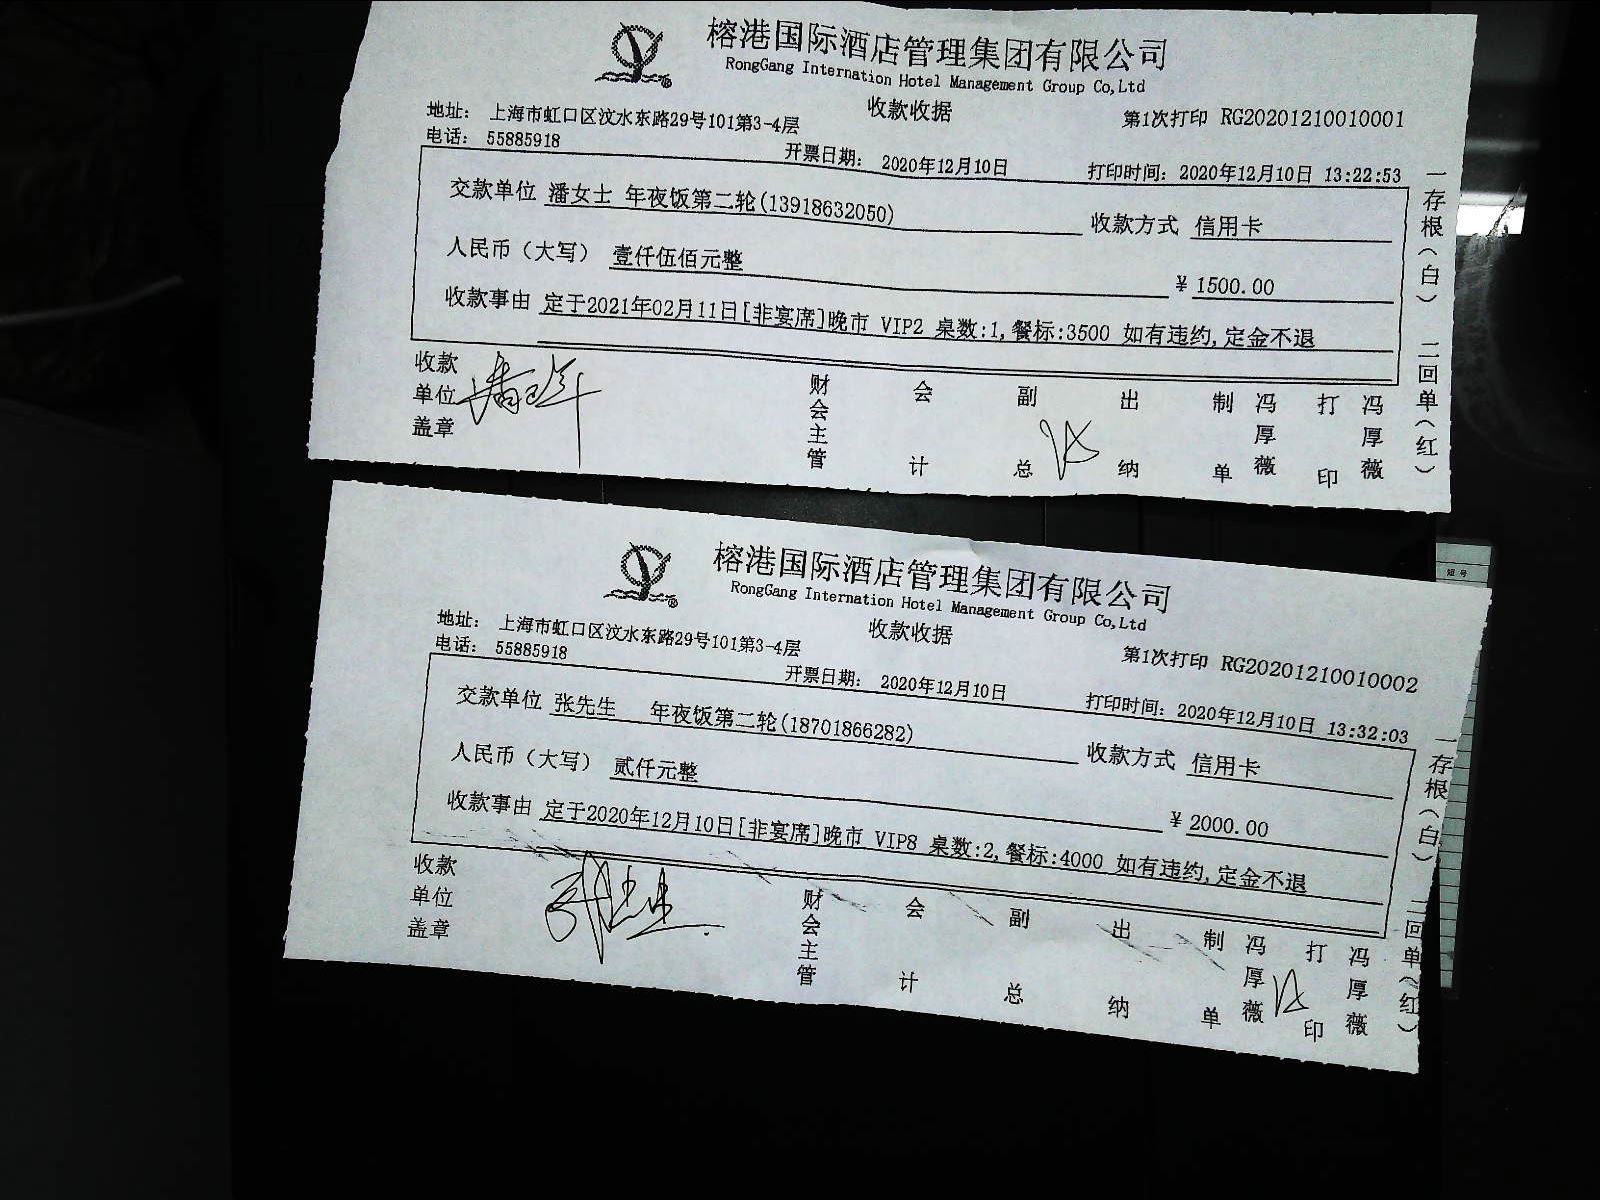 榕港国际酒店管理集团有限公司
RongGang Internation Hotel Management Group Co,Ltd
收款收据
地址： 上海市虹口区汶水东路29号101第3-4层
第1次打印 RG20201210010001
电话： 55885918
开票日期： 2020年12月10日
打印时间：2020年12月10日 13:22:53
交款单位 潘女士 年夜饭第二轮(13918632050)
收款方式 信用卡
人民币（大写） 壹仟伍佰元整
¥ 1500.00
收款事由 定于2021年02月11日[非宴席]晚市 VIP2 桌数:1,餐标:3500 如有违约,定金不退
收款单位盖章
财会主管
会计
副总
出纳
制单 冯厚薇
打印 冯厚薇
一存根（白） 二回单（红）
榕港国际酒店管理集团有限公司
RongGang Internation Hotel Management Group Co,Ltd
收款收据
地址： 上海市虹口区汶水东路29号101第3-4层
第1次打印 RG20201210010002
电话： 55885918
开票日期： 2020年12月10日
打印时间：2020年12月10日 13:32:03
交款单位 张先生 年夜饭第二轮(18701866282)
收款方式 信用卡
人民币（大写） 贰仟元整
¥ 2000.00
收款事由 定于2020年12月10日[非宴席]晚市 VIP8 桌数:2,餐标:4000 如有违约,定金不退
收款单位盖章
张先生
财会主管
会计
副总
出纳
制单 冯厚薇
打印 冯厚薇
一存根（白） 二回单（红）
短号